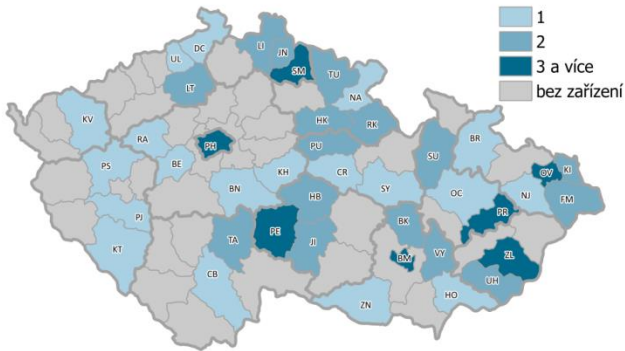 1
2
3 a více
bez zařízení
DC
UL
LI
JN
SM
LT
TU
NA
KV
RA
PH
HK
RK
BE
PU
SU
BR
PS
KH
CR
OV
KI
BN
SY
OC
NJ
FM
HB
PJ
BK
PR
KT
TA
PE
JI
VY
ZL
BM
CB
UH
ZN
HO